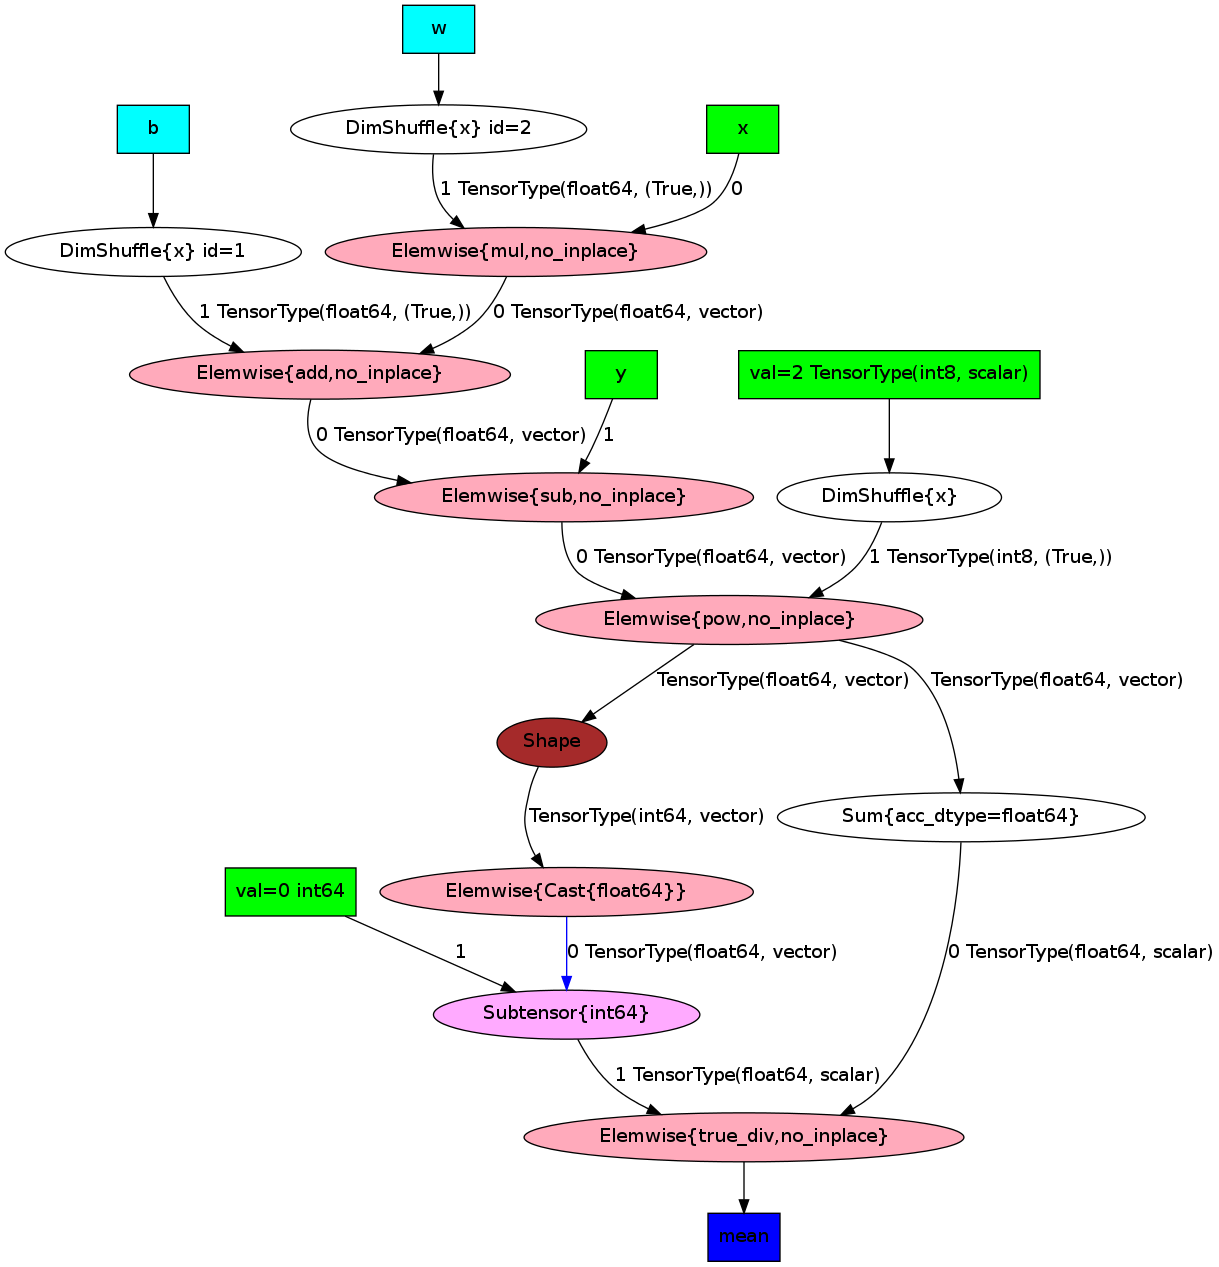 w
b
DimShuffle{x} id=2
x
1 TensorType(float64, (True,))
0
DimShuffle{x} id=1
Elemwise{mul,no_inplace}
1 TensorType(float64, (True,))
0 TensorType(float64, vector)
Elemwise{add,no_inplace}
y
val=2 TensorType(int8, scalar)
0 TensorType(float64, vector)
1
Elemwise{sub,no_inplace}
DimShuffle{x}
0 TensorType(float64, vector)
1 TensorType(int8, (True,))
Elemwise{pow,no_inplace}
TensorType(float64, vector)
TensorType(float64, vector)
Shape
TensorType(int64, vector)
Sum{acc_dtype=float64}
val=0 int64
Elemwise{Cast{float64}}
1
0 TensorType(float64, vector)
0 TensorType(float64, scalar)
Subtensor{int64}
1 TensorType(float64, scalar)
Elemwise{true_div,no_inplace}
mean